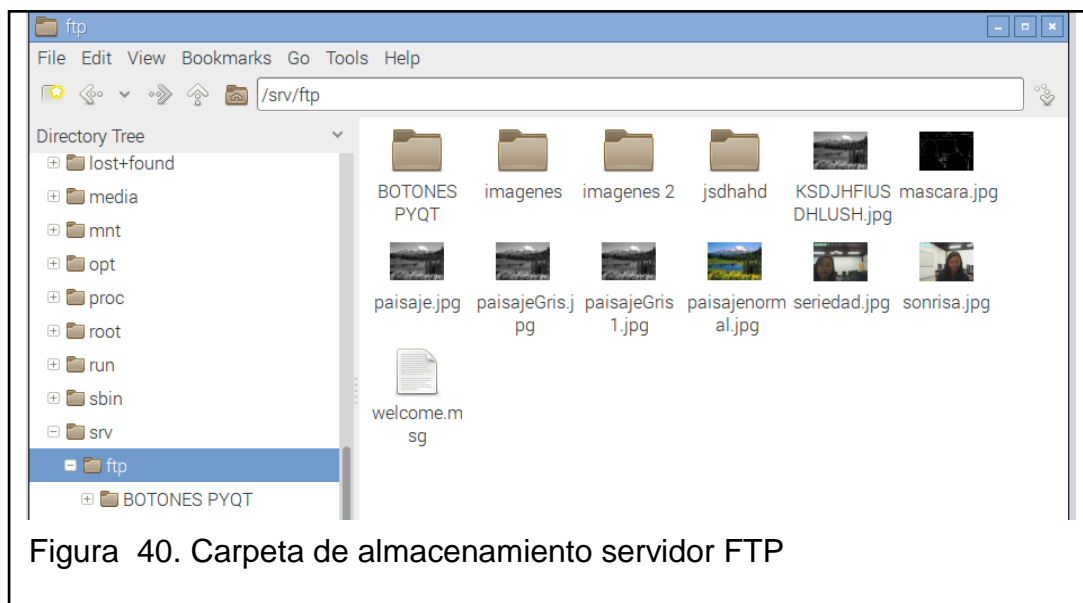 ftp
File Edit View Bookmarks Go Tools Help
/srv/ftp
Directory Tree
lost+found
media
mnt
opt
proc
root
run
sbin
srv
ftp
BOTONES PYQT
BOTONES
PYQT
imagenes
imagenes 2
jsdhahd
KSDJHFIUS
DHLUSH.jpg
mascara.jpg
paisaje.jpg
paisajeGris.j
pg
paisajeGris
1.jpg
paisajenorm
al.jpg
seriedad.jpg
sonrisa.jpg
welcome.m
sg
Figura 40. Carpeta de almacenamiento servidor FTP